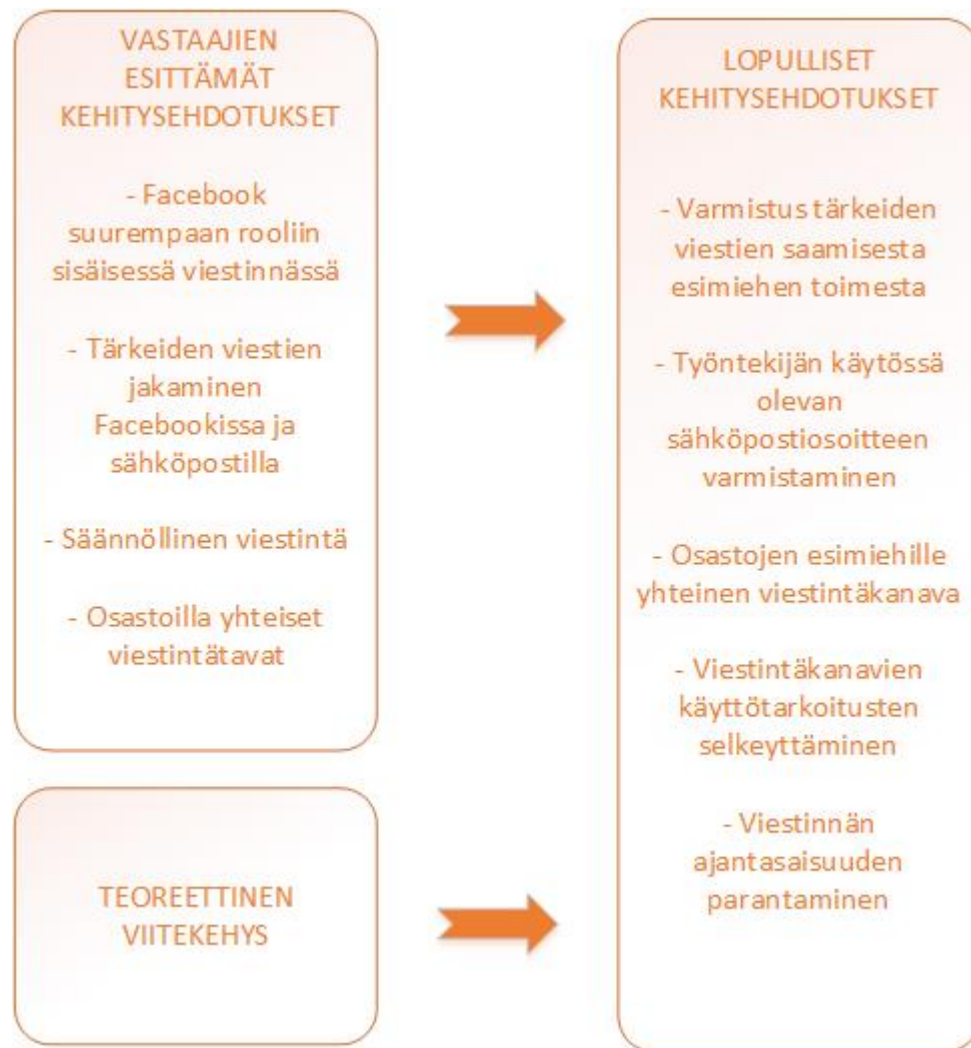 VASTAAJIEN
ESITTÄMÄT
KEHITYSEHDOTUKSET
- Facebook
suurempaan rooliin
sisäisessä viestinnässä
- Tärkeiden viestien
jakaminen
Facebookissa ja
sähköpostilla
- Säännöllinen viestintä
- Osastoilla yhteiset
viestintätavat
TEOREETTINEN
VIITEKEHYS
LOPULLISET
KEHITYSEHDOTUKSET
- Varmistus tärkeiden
viestien saamisesta
esimiehen toimesta
- Työntekijän käytössä
olevan
sähköpostiosoitteen
varmistaminen
- Osastojen esimiehille
yhteinen viestintäkanava
- Viestintäkanavien
käyttötarkoitusten
selkeyttäminen
- Viestinnän
ajantasaisuuden
parantaminen